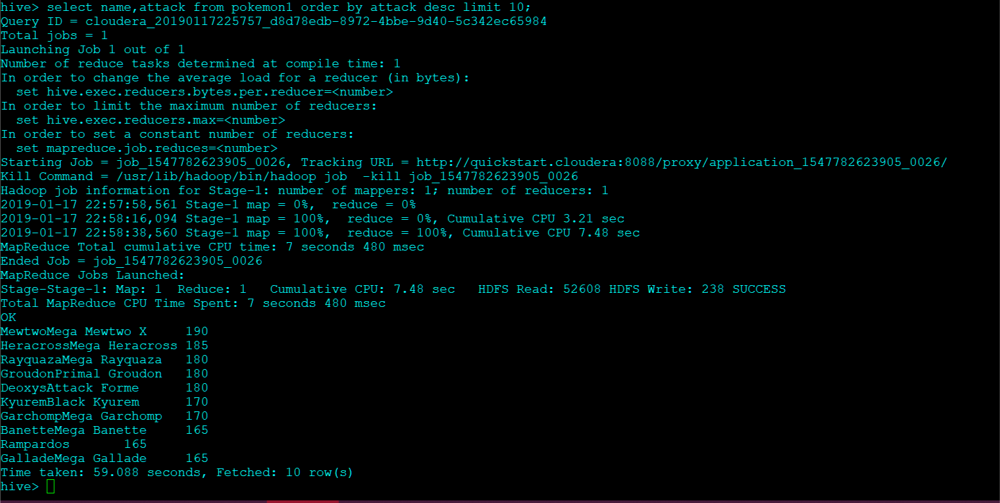 hive> select name,attack from pokemon1 order by attack desc limit 10;
Query ID = cloudera_20190117225757_d8d78edb-8972-4bbe-9d40-5c342ec65984
Total jobs = 1
Launching Job 1 out of 1
Number of reduce tasks determined at compile time: 1
In order to change the average load for a reducer (in bytes):
  set hive.exec.reducers.bytes.per.reducer=<number>
In order to limit the maximum number of reducers:
  set hive.exec.reducers.max=<number>
In order to set a constant number of reducers:
  set mapreduce.job.reduces=<number>
Starting Job = job_1547782623905_0026, Tracking URL = http://quickstart.cloudera:8088/proxy/application_1547782623905_0026/
Kill Command = /usr/lib/hadoop/bin/hadoop job  -kill job_1547782623905_0026
Hadoop job information for Stage-1: number of mappers: 1; number of reducers: 1
2019-01-17 22:57:58,561 Stage-1 map = 0%,  reduce = 0%
2019-01-17 22:58:16,094 Stage-1 map = 100%,  reduce = 0%, Cumulative CPU 3.21 sec
2019-01-17 22:58:38,560 Stage-1 map = 100%,  reduce = 100%, Cumulative CPU 7.48 sec
MapReduce Total cumulative CPU time: 7 seconds 480 msec
Ended Job = job_1547782623905_0026
MapReduce Jobs Launched:
Stage-Stage-1: Map: 1  Reduce: 1   Cumulative CPU: 7.48 sec   HDFS Read: 52608 HDFS Write: 238 SUCCESS
Total MapReduce CPU Time Spent: 7 seconds 480 msec
OK
MewtwoMega Mewtwo X     190
HeracrossMega Heracross 185
RayquazaMega Rayquaza   180
GroudonPrimal Groudon   180
DeoxysAttack Forme      180
KyuremBlack Kyurem      170
GarchompMega Garchomp   170
BanetteMega Banette     165
Rampardos       165
GalladeMega Gallade     165
Time taken: 59.088 seconds, Fetched: 10 row(s)
hive>